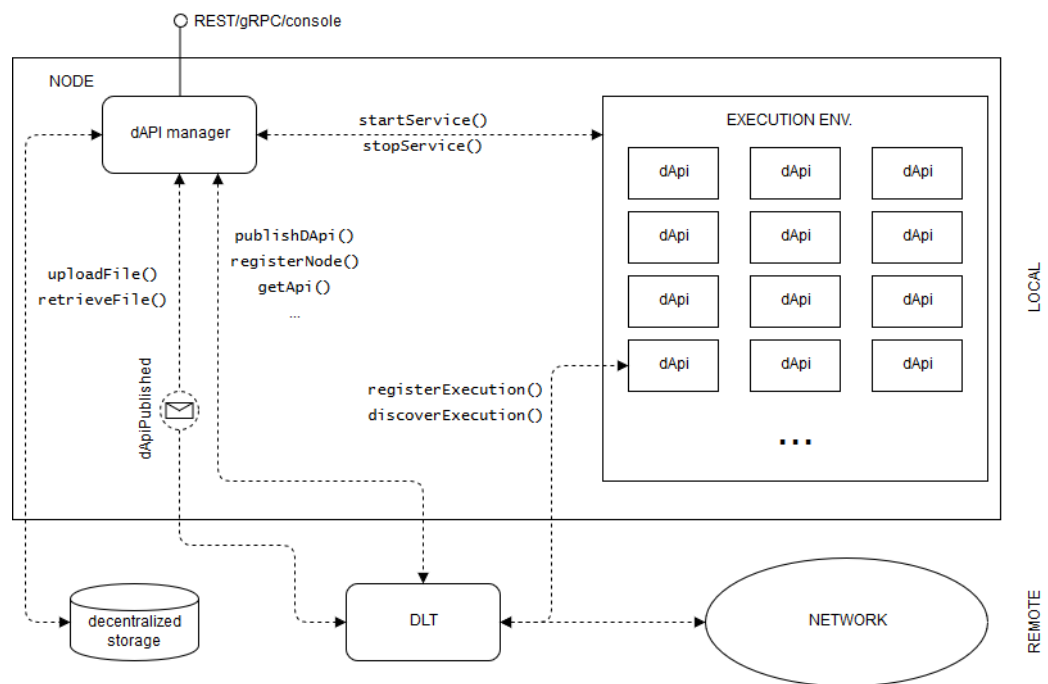 REST/gRPC/console
NODE
dAPI manager
startService()
stopService()
EXECUTION ENV.
dApi
dApi
dApi
dApi
dApi
dApi
dApi
dApi
dApi
dApi
dApi
dApi
...
publishDApi()
registerNode()
getApi()
...
uploadFile()
retrieveFile()
dApiPublished
registerExecution()
discoverExecution()
LOCAL
decentralized
storage
DLT
NETWORK
REMOTE